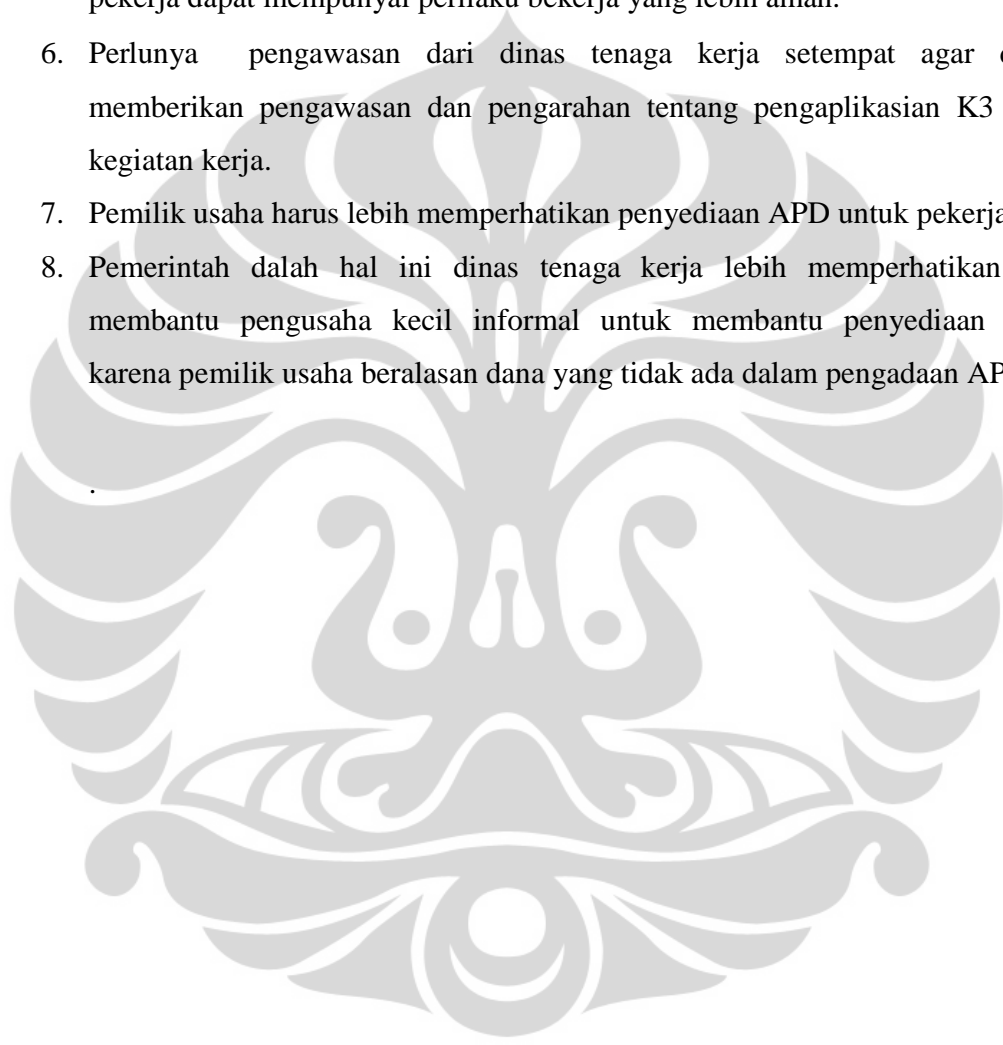 pekerja dapat mempunyai perilaku bekerja yang lebih aman.
6. Perlunya pengawasan dari dinas tenaga kerja setempat agar
memberikan pengawasan dan pengarahan tentang pengaplikasian K3
kegiatan kerja.
7. Pemilik usaha harus lebih memperhatikan penyediaan APD untuk pekerja
8. Pemerintah dalah hal ini dinas tenaga kerja lebih memperhatikan
membantu pengusaha kecil informal untuk membantu penyediaan
karena pemilik usaha beralasan dana yang tidak ada dalam pengadaan AP
.